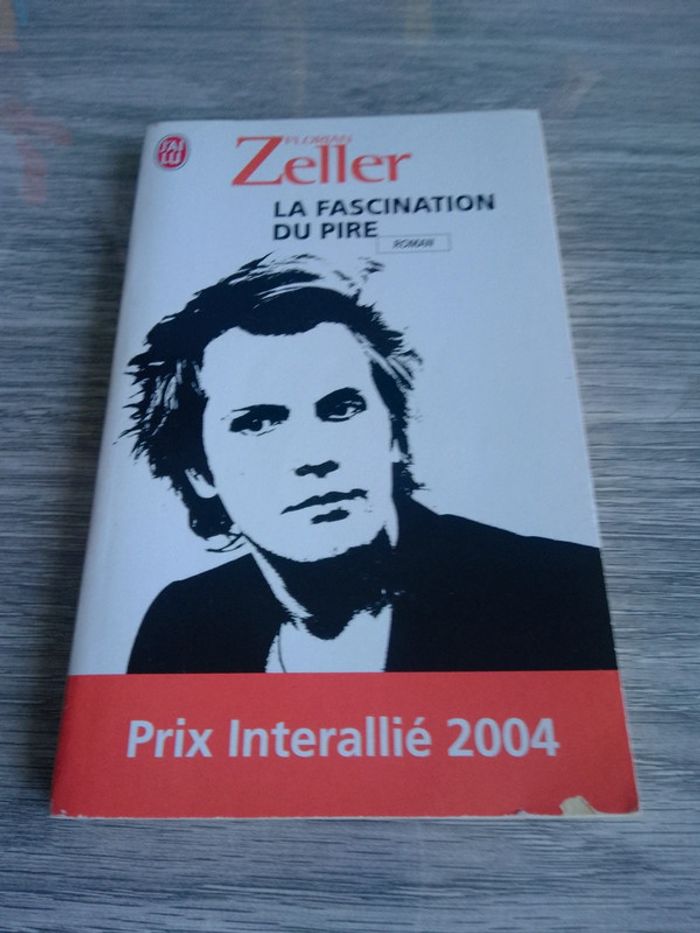 J'AI
LU
FLORIAN
Zeller
LA FASCINATION
DU PIRE
ROMAN
Prix Interallié 2004